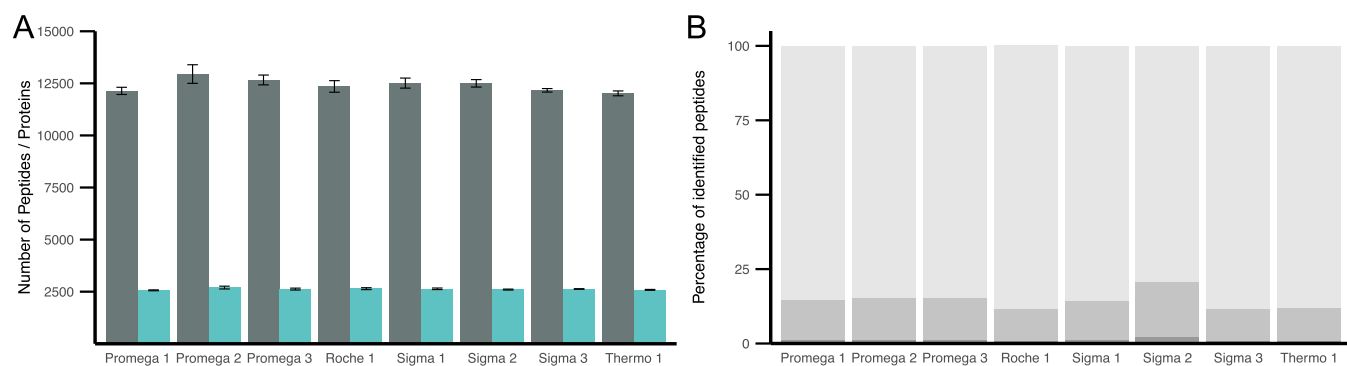 A
Number of Peptides / Proteins
15000
12500
10000
7500
5000
2500
Promega 1 Promega 2 Promega 3 Roche 1 Sigma 1 Sigma 2 Sigma 3 Thermo 1
B
Percentage of identified peptides
100
75
50
25
0
Promega 1 Promega 2 Promega 3 Roche 1 Sigma 1 Sigma 2 Sigma 3 Thermo 1